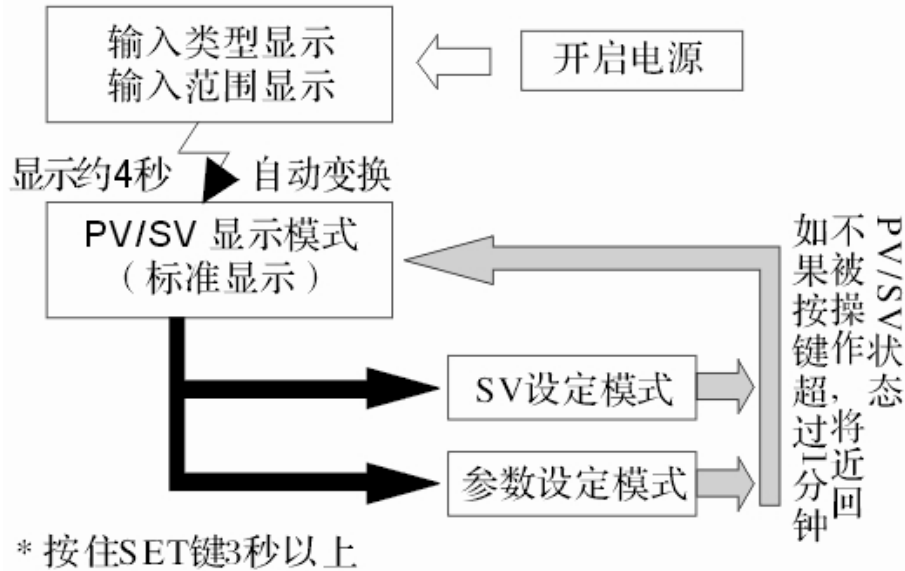 输入类型显示
输入范围显示
开启电源
显示约4秒
自动变换
PV/SV 显示模式
（标准显示）
SV设定模式
参数设定模式
如果按键超过1分钟
不被操作，将近回
PV/SV状态
* 按住SET键3秒以上